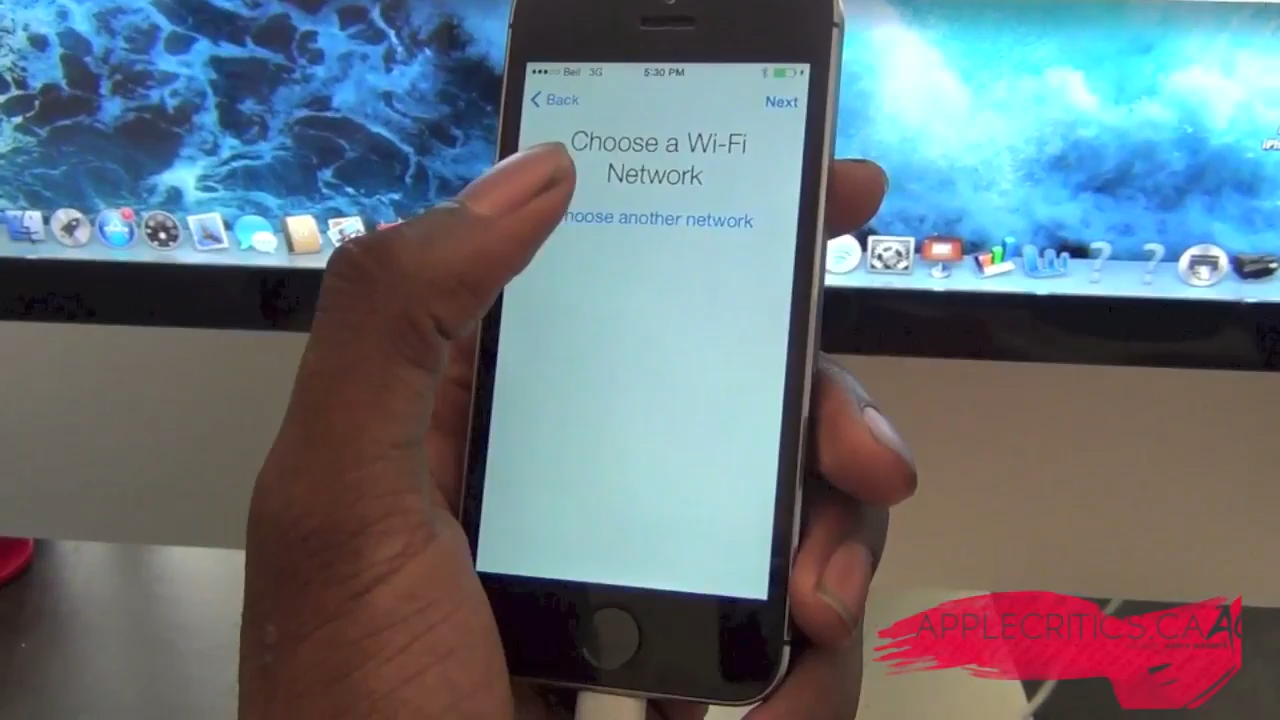 Bell 3G 5:30 PM
Back Next
Choose a Wi-Fi
Network
hoose another network
APPLECRITICS.CA